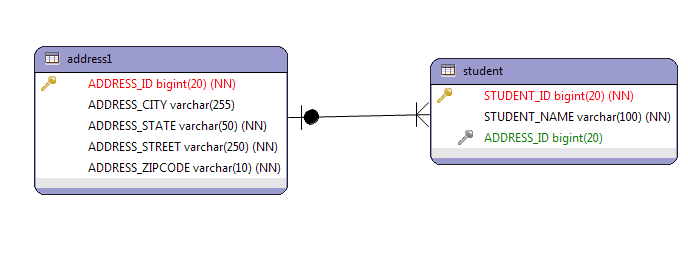 address1
ADDRESS_ID bigint(20) (NN)
ADDRESS_CITY varchar(255)
ADDRESS_STATE varchar(50) (NN)
ADDRESS_STREET varchar(250) (NN)
ADDRESS_ZIPCODE varchar(10) (NN)
student
STUDENT_ID bigint(20) (NN)
STUDENT_NAME varchar(100) (NN)
ADDRESS_ID bigint(20)